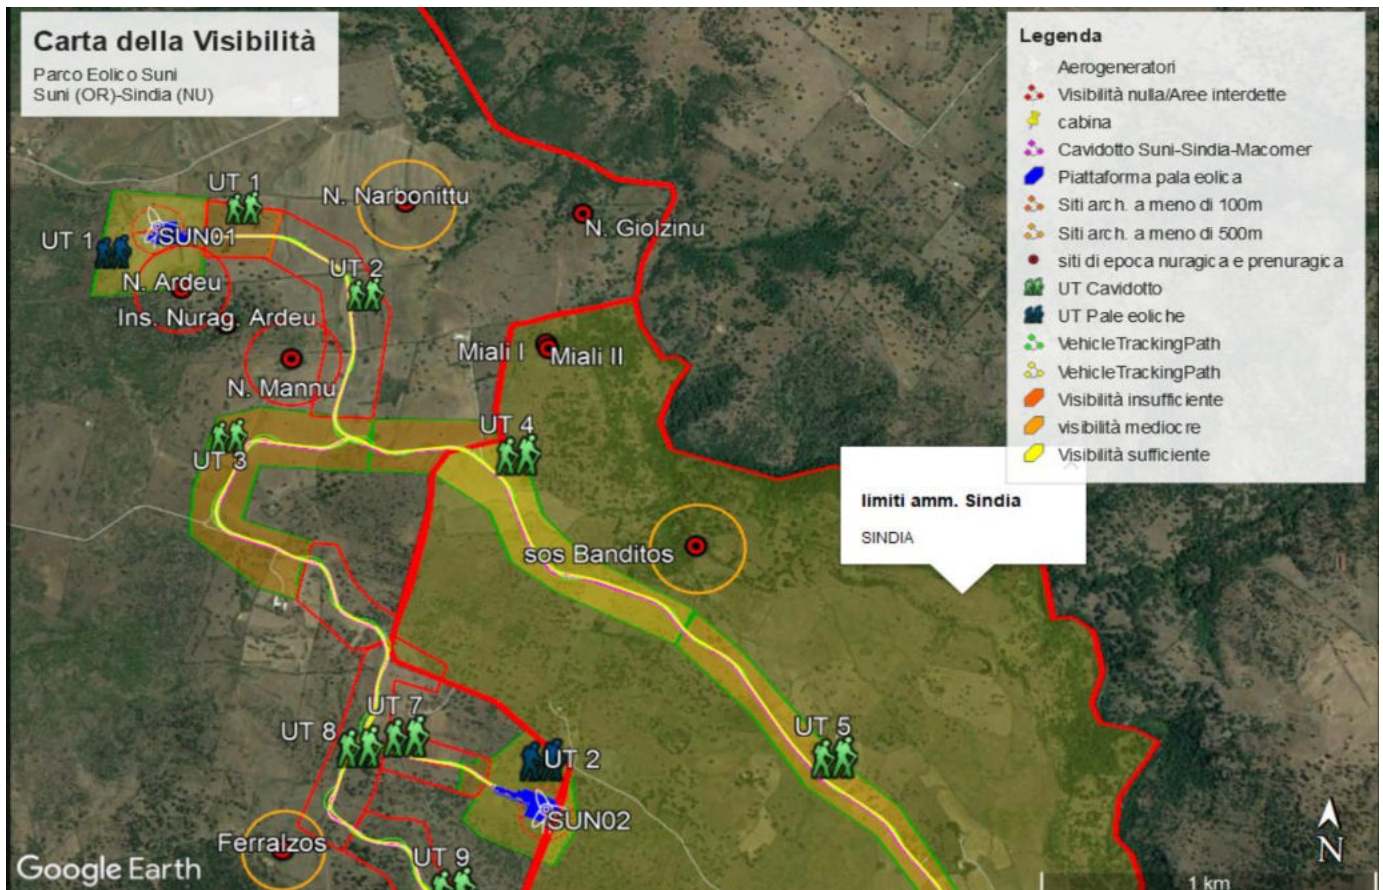 Carta della Visibilità
Parco Eolico Suni
Suni (OR)-Sindia (NU)
Legenda
Aerogeneratori
Visibilità nulla/Aree interdette
cabina
Cavidotto Suni-Sindia-Macomer
Piattaforma pala eolica
Siti arch. a meno di 100m
Siti arch. a meno di 500m
siti di epoca nuragica e prenuragica
UT Cavidotto
UT Pale eoliche
VehicleTrackingPath
VehicleTrackingPath
Visibilità insufficiente
visibilità mediocre
Visibilità sufficiente
UT 1
N. Narbonittu
N. Giolzinu
UT 1
SUN01
UT 2
N. Ardeu
Ins. Nurag. Ardeu
Miali I
Miali II
N. Mannu
UT 4
UT 3
limiti amm. Sindia
SINDIA
sos Banditos
UT 7
UT 8
UT 5
UT 2
SUN02
Ferralzos
UT 9
Google Earth
N
1 km